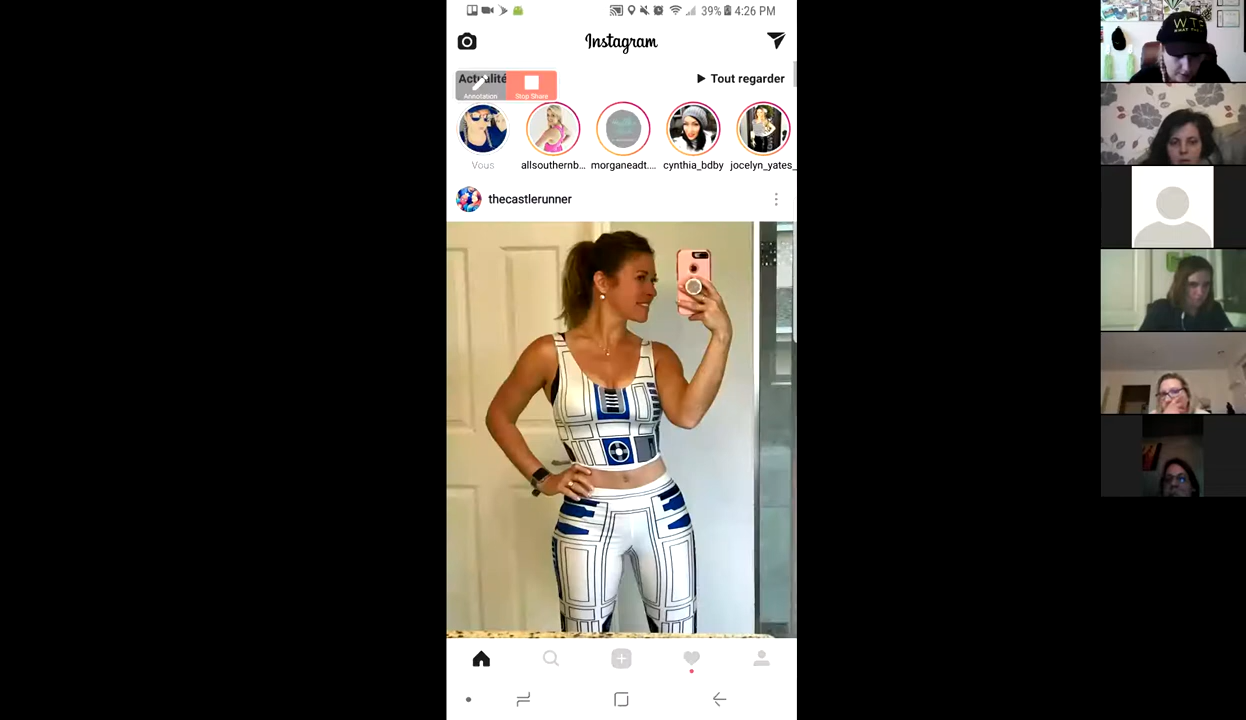 39% 4:26 PM
Instagram
Actualité
Tout regarder
Annotation
Stop Share
Vous
allsouthernb...
morganeadt....
cynthia_bdby
jocelyn_yates_
thecastlerunner